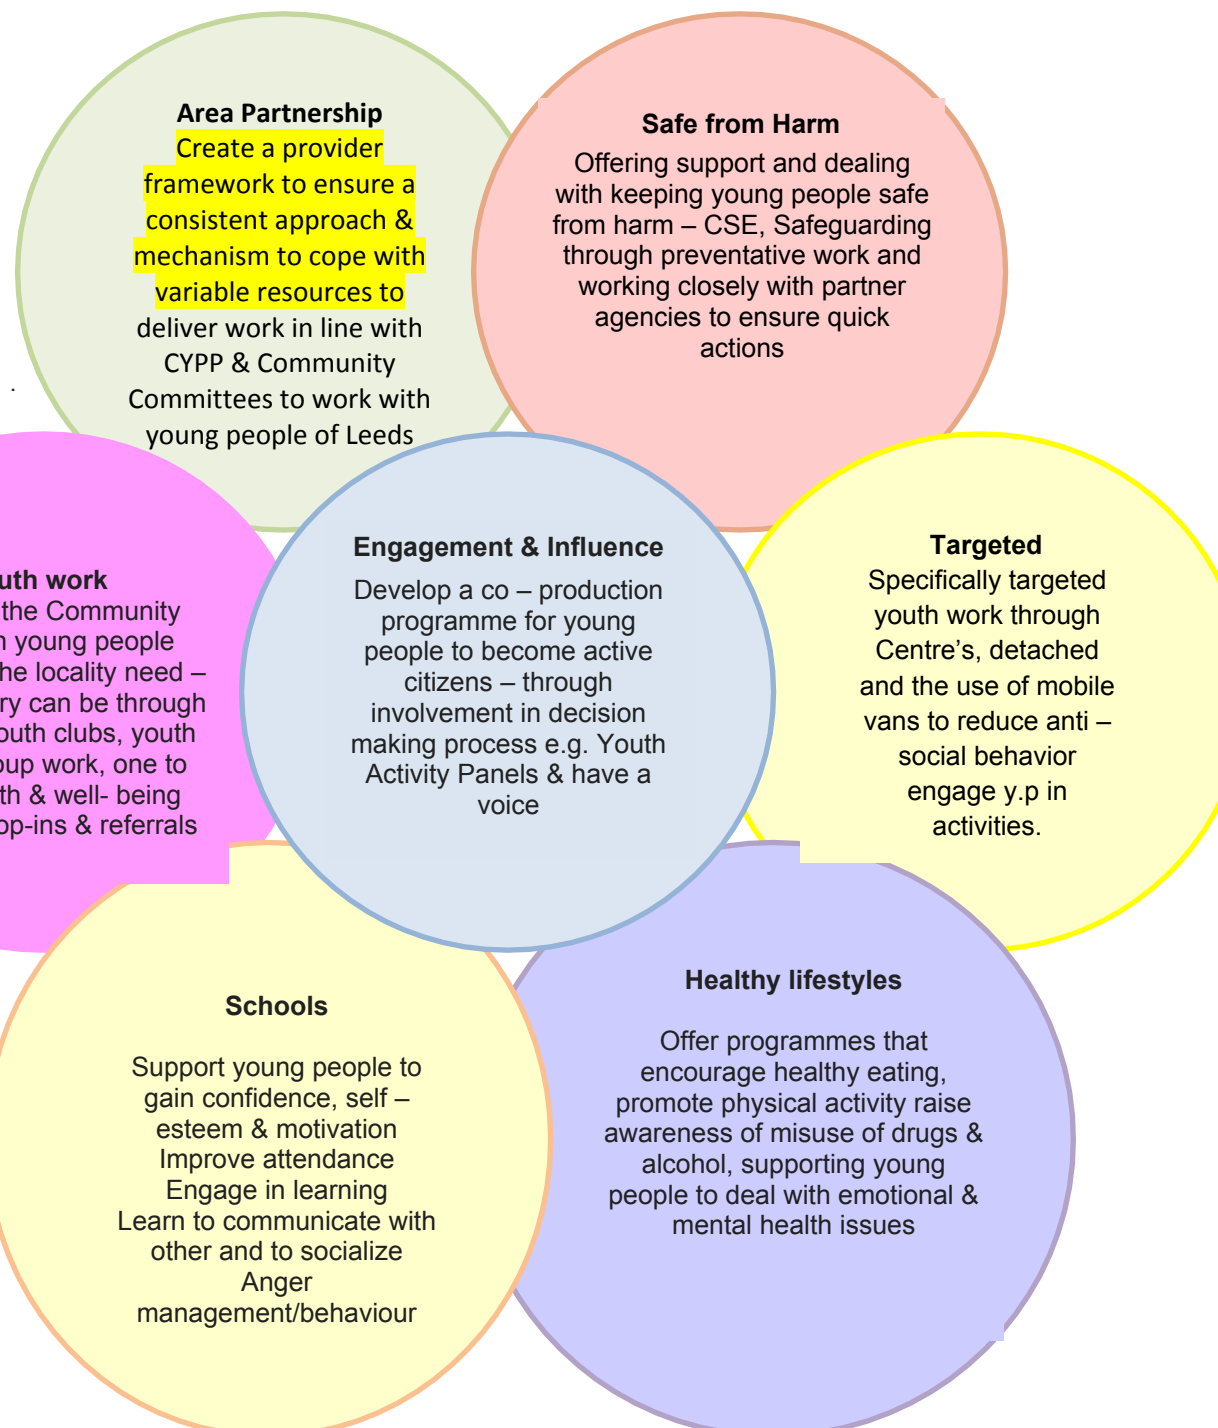 Area Partnership
Create a provider
framework to ensure a
consistent approach &
mechanism to cope with
variable resources to
deliver work in line with
CYPP & Community
Committees to work with
young people of Leeds
Safe from Harm
Offering support and dealing
with keeping young people safe
from harm – CSE, Safeguarding
through preventative work and
working closely with partner
agencies to ensure quick
actions
work
the Community
young people
the locality need –
can be through
youth clubs, youth
work, one to
& well- being
& referrals
Engagement & Influence
Develop a co – production
programme for young
people to become active
citizens – through
involvement in decision
making process e.g. Youth
Activity Panels & have a
voice
Targeted
Specifically targeted
youth work through
Centre's, detached
and the use of mobile
vans to reduce anti –
social behavior
engage y.p in
activities.
Schools
Support young people to
gain confidence, self –
esteem & motivation
Improve attendance
Engage in learning
Learn to communicate with
other and to socialize
Anger
management/behaviour
Healthy lifestyles
Offer programmes that
encourage healthy eating,
promote physical activity raise
awareness of misuse of drugs &
alcohol, supporting young
people to deal with emotional &
mental health issues